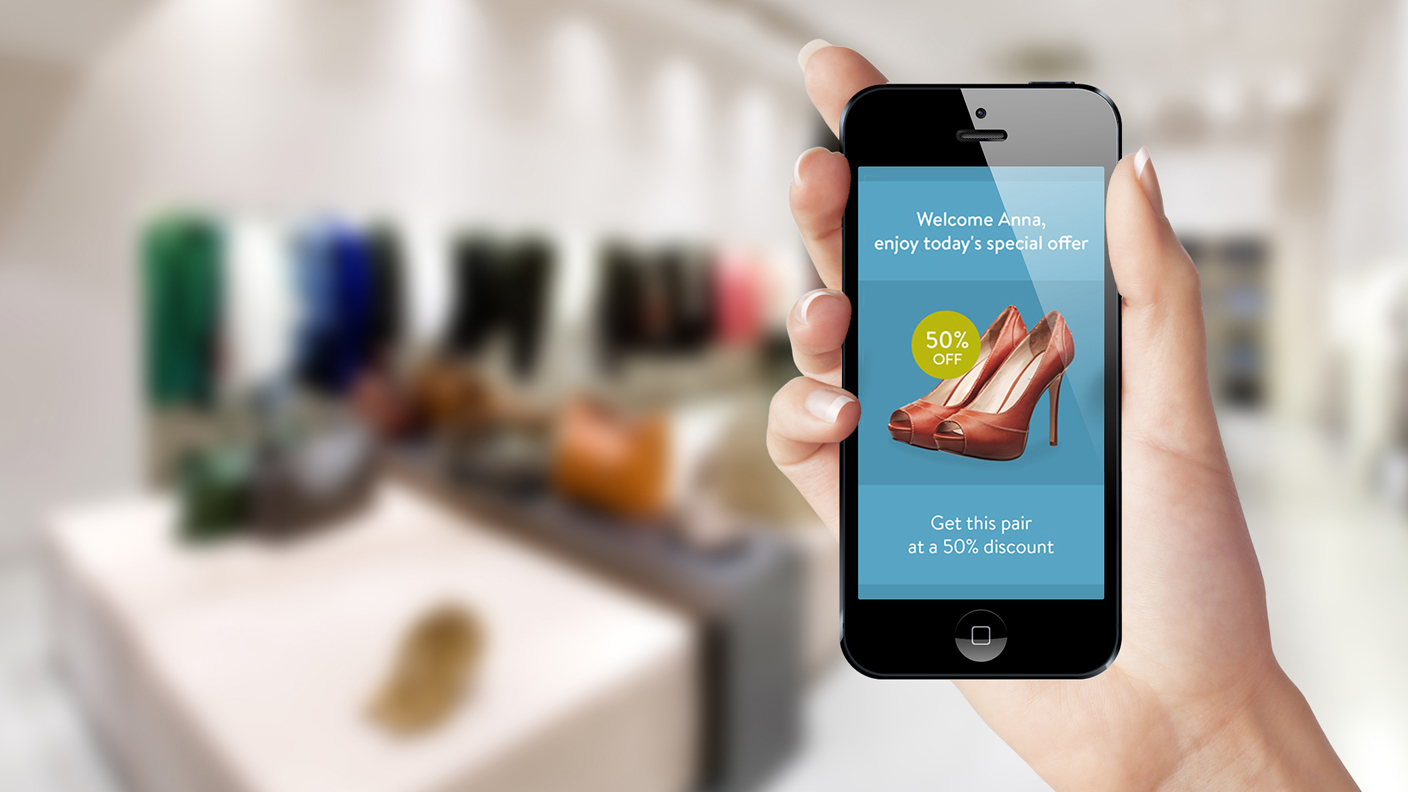 Welcome Anna,
enjoy today's special offer
50%
OFF
Get this pair
at a 50% discount